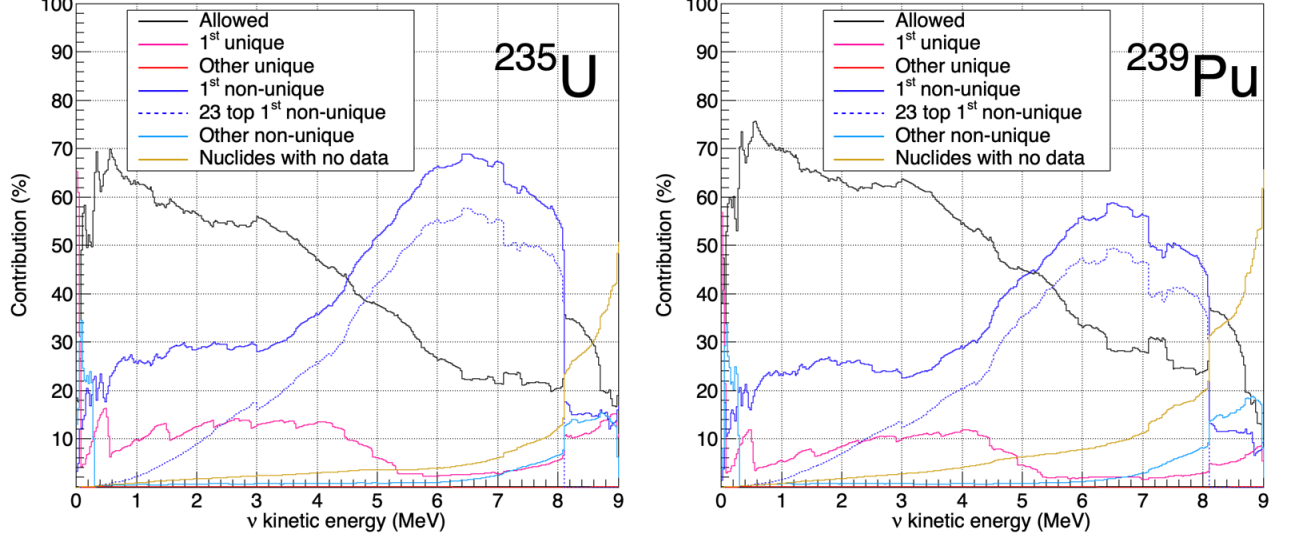 Contribution (%)
100
90
80
70
60
50
40
30
20
10
Allowed
1st unique
Other unique
1st non-unique
23 top 1st non-unique
Other non-unique
Nuclides with no data
235U
0 1 2 3 4 5 6 7 8 9
ν kinetic energy (MeV)
Contribution (%)
100
90
80
70
60
50
40
30
20
10
Allowed
1st unique
Other unique
1st non-unique
23 top 1st non-unique
Other non-unique
Nuclides with no data
239Pu
0 1 2 3 4 5 6 7 8 9
ν kinetic energy (MeV)